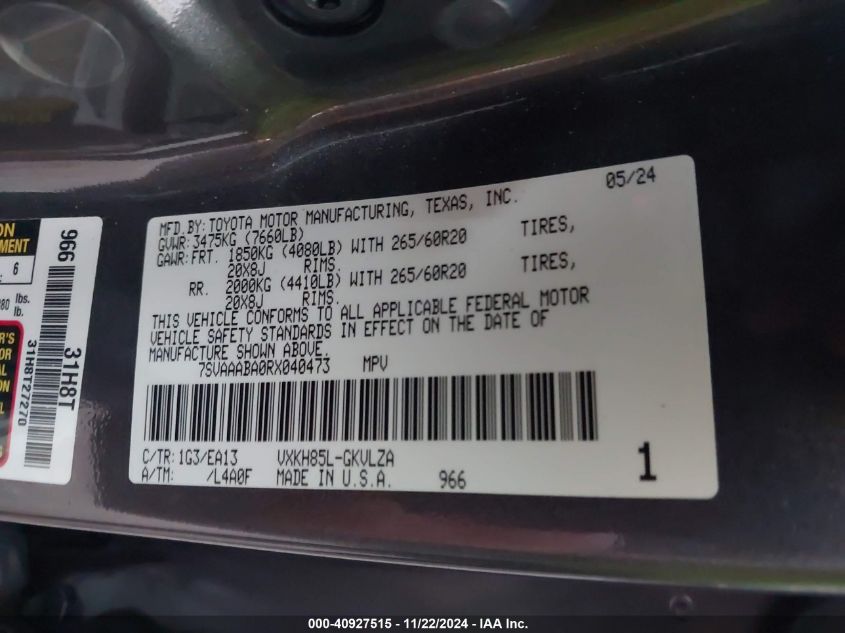 05/24
MFD.BY:TOYOTA MOTOR MANUFACTURING, TEXAS, INC.
GVWR:3475KG (7660LB)
GAWR:FRT. 1850KG (4080LB) WITH 265/60R20 TIRES,
20X8J RIMS.
RR. 2000KG (4410LB) WITH 265/60R20 TIRES,
20X8J RIMS.
THIS VEHICLE CONFORMS TO ALL APPLICABLE FEDERAL MOTOR
VEHICLE SAFETY STANDARDS IN EFFECT ON THE DATE OF
MANUFACTURE SHOWN ABOVE.
7SVAAABA0RX040473 MPV
C/TR:1G3/EA13 VXKH85L-GKVLZA
A/TM: /L4A0F MADE IN U.S.A. 966
1
966
31H8T
31H8T27270
6
lbs.
lb.
000-40927515 - 11/22/2024 - IAA Inc.